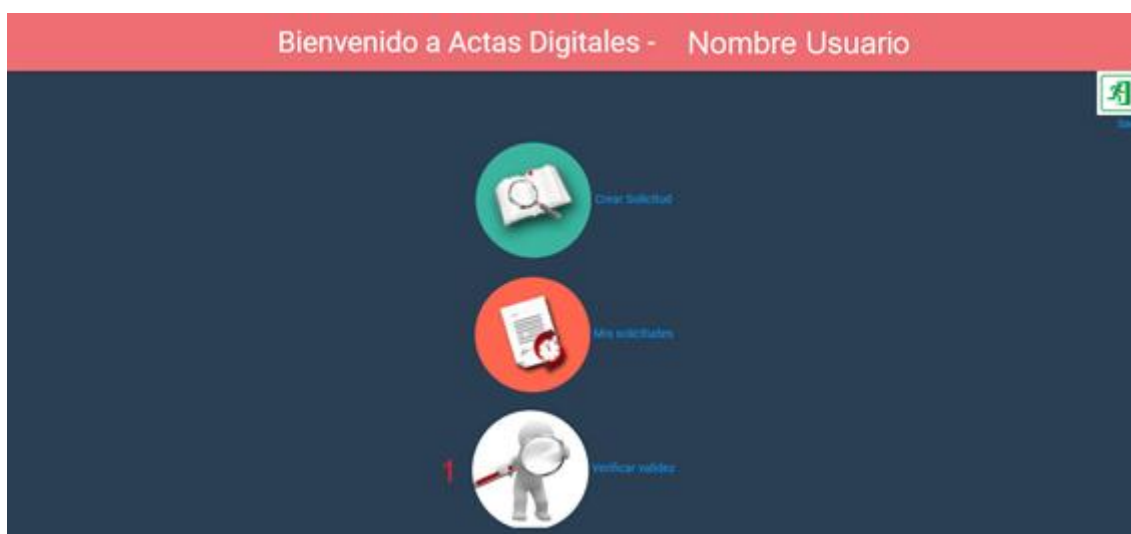 Bienvenido a Actas Digitales - Nombre Usuario
Crear Solicitud
Mis solicitudes
1
Verificar validez